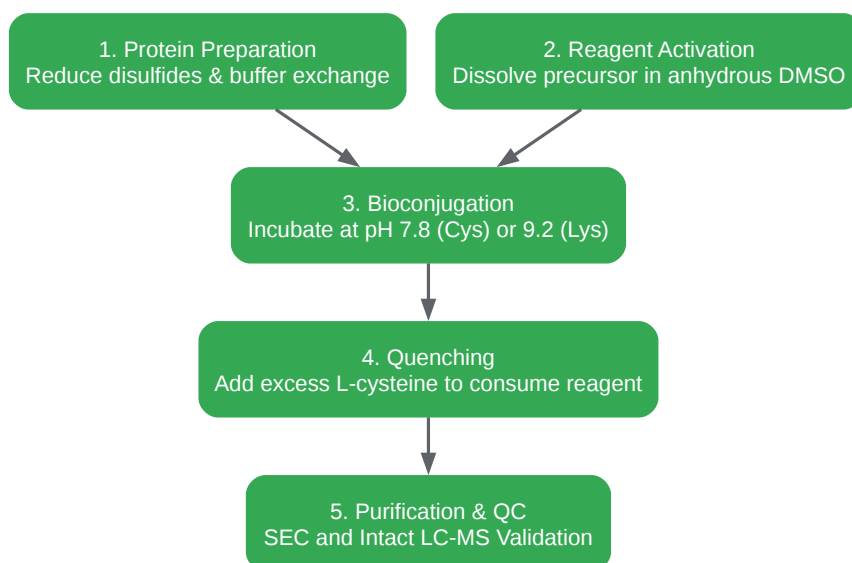 1. Protein Preparation
Reduce disulfides & buffer exchange
2. Reagent Activation
Dissolve precursor in anhydrous DMSO
3. Bioconjugation
Incubate at pH 7.8 (Cys) or 9.2 (Lys)
4. Quenching
Add excess L-cysteine to consume reagent
5. Purification & QC
SEC and Intact LC-MS Validation